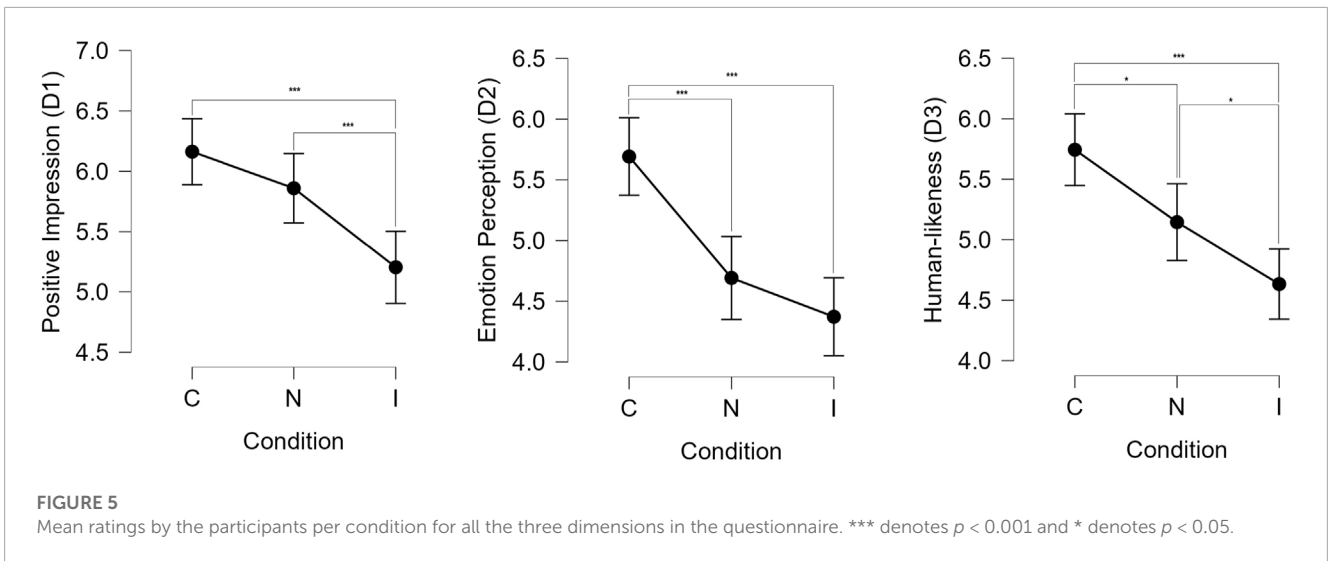 Positive Impression (D1)
7.0
6.5
6.0
5.5
5.0
4.5
***
***
C N I
Condition
Emotion Perception (D2)
6.5
6.0
5.5
5.0
4.5
4.0
***
***
C N I
Condition
Human-likeness (D3)
6.5
6.0
5.5
5.0
4.5
4.0
***
*
*
C N I
Condition
FIGURE 5
Mean ratings by the participants per condition for all the three dimensions in the questionnaire. *** denotes p < 0.001 and * denotes p < 0.05.